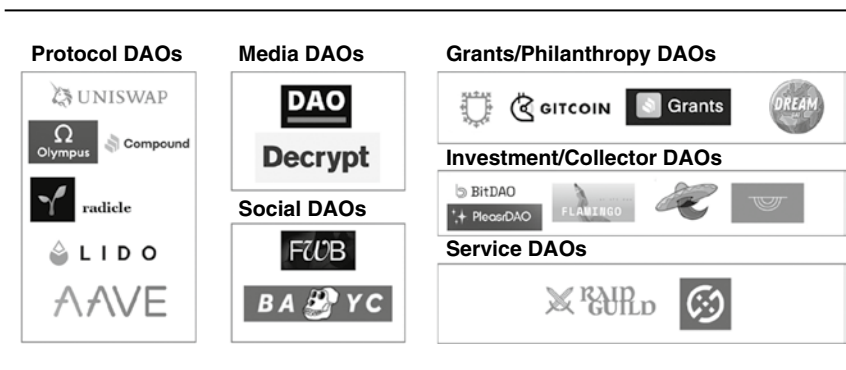 Protocol DAOs
UNISWAP
Ω
Olympus
Compound
radicle
LIDO
AAVE
Media DAOs
DAO
Decrypt
Social DAOs
FWB
BA YC
Grants/Philanthropy DAOs
GITCOIN
Grants
DREAM
Investment/Collector DAOs
BitDAO
PleasrDAO
FLAMINGO
Service DAOs
RAID
GUILD